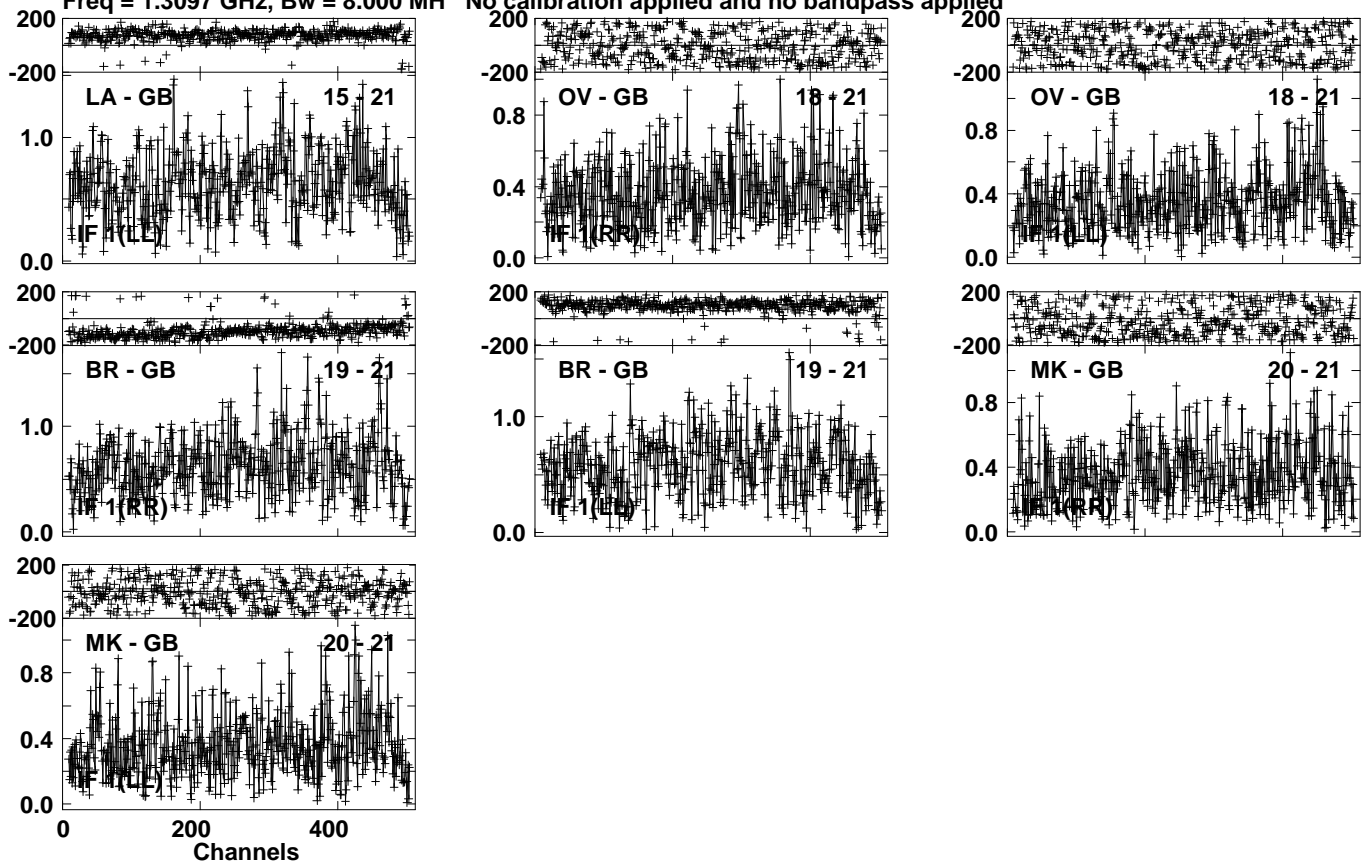 Freq = 1.3097 GHz, Bw = 8.000 MH No calibration applied and no bandpass applied
200
-200
LA - GB 15 - 21
1.0
IF 1(LL)
0.0
200
-200
OV - GB 18 - 21
0.8
0.4
IF 1(RR)
0.0
200
-200
OV - GB 18 - 21
0.8
0.4
IF 1(LL)
0.0
200
-200
BR - GB 19 - 21
1.0
IF 1(RR)
0.0
200
-200
BR - GB 19 - 21
1.0
IF 1(LL)
0.0
200
-200
MK - GB 20 - 21
0.8
0.4
IF 1(RR)
0.0
200
-200
MK - GB 20 - 21
0.8
0.4
IF 1(LL)
0.0
0 200 400
Channels